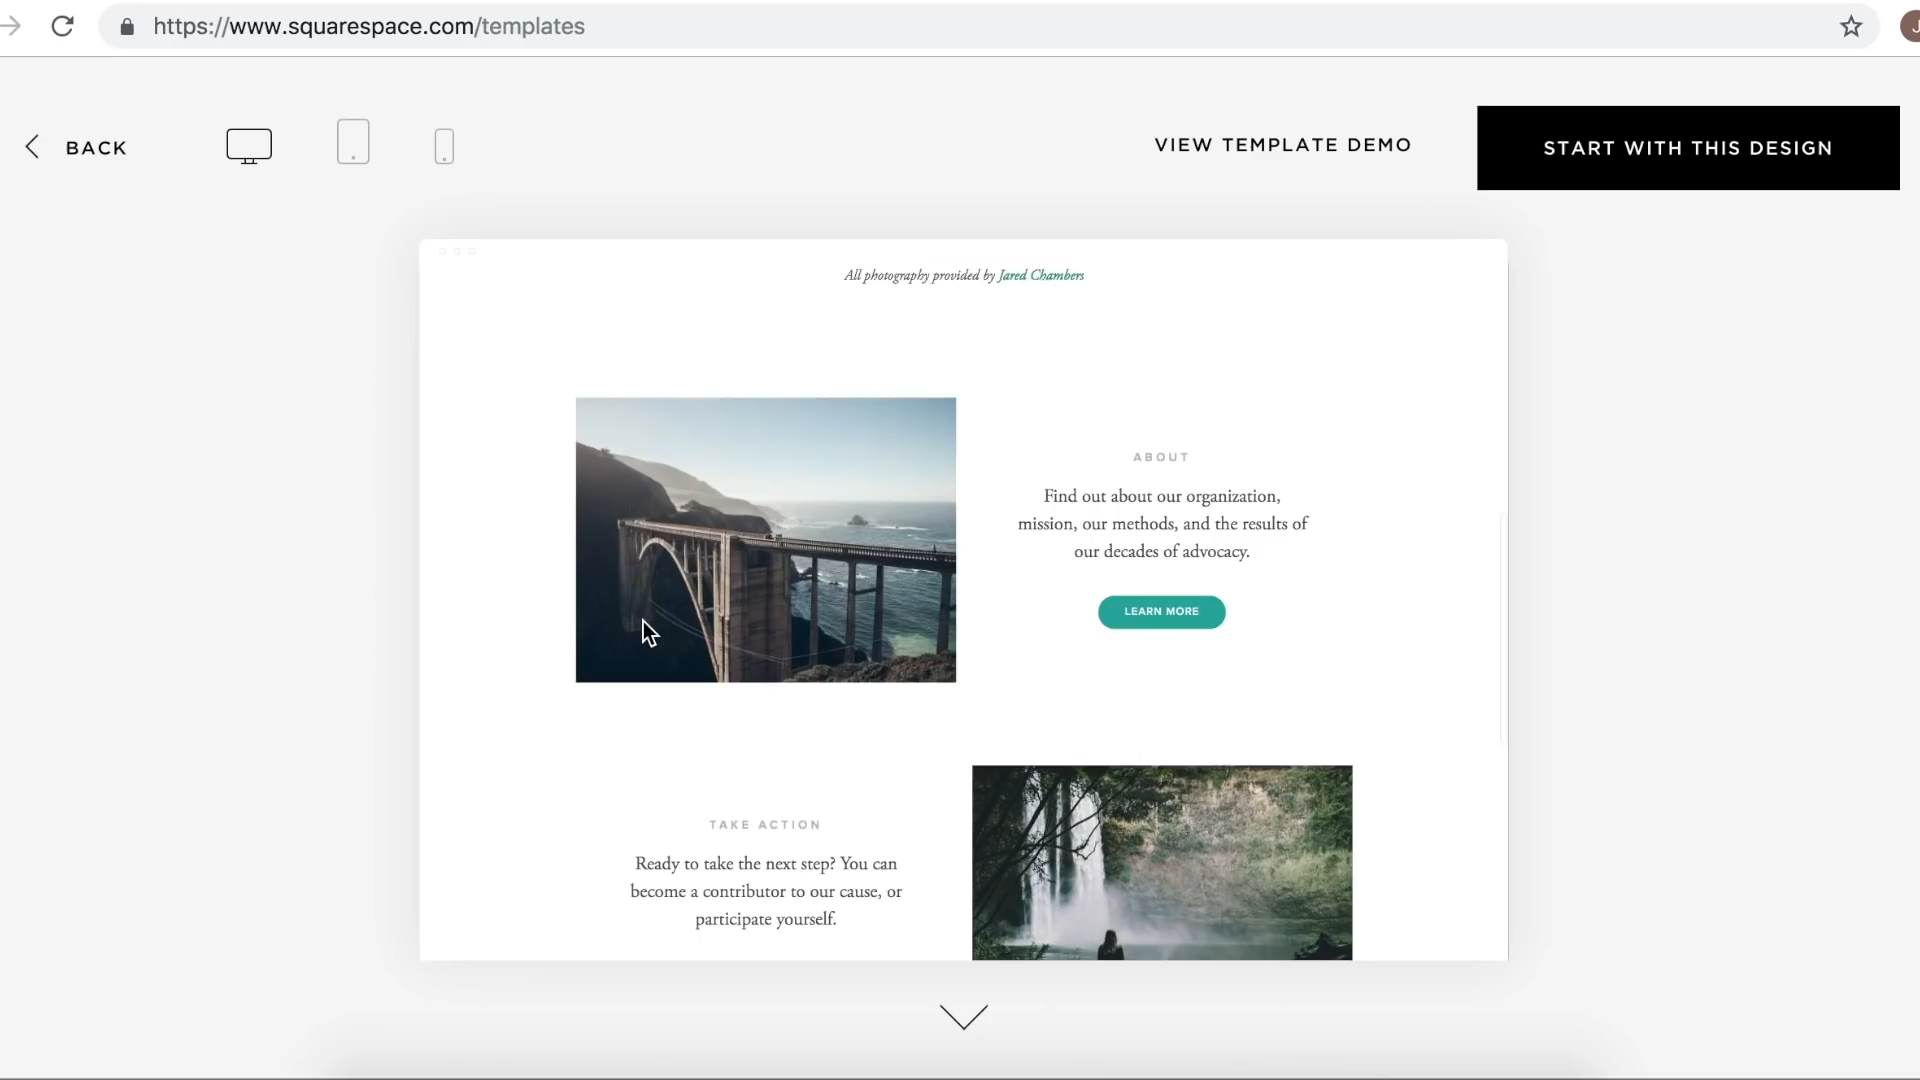 https://www.squarespace.com/templates
J
BACK
VIEW TEMPLATE DEMO
START WITH THIS DESIGN
All photography provided by Jared Chambers
ABOUT
Find out about our organization,
mission, our methods, and the results of
our decades of advocacy.
LEARN MORE
TAKE ACTION
Ready to take the next step? You can
become a contributor to our cause, or
participate yourself.